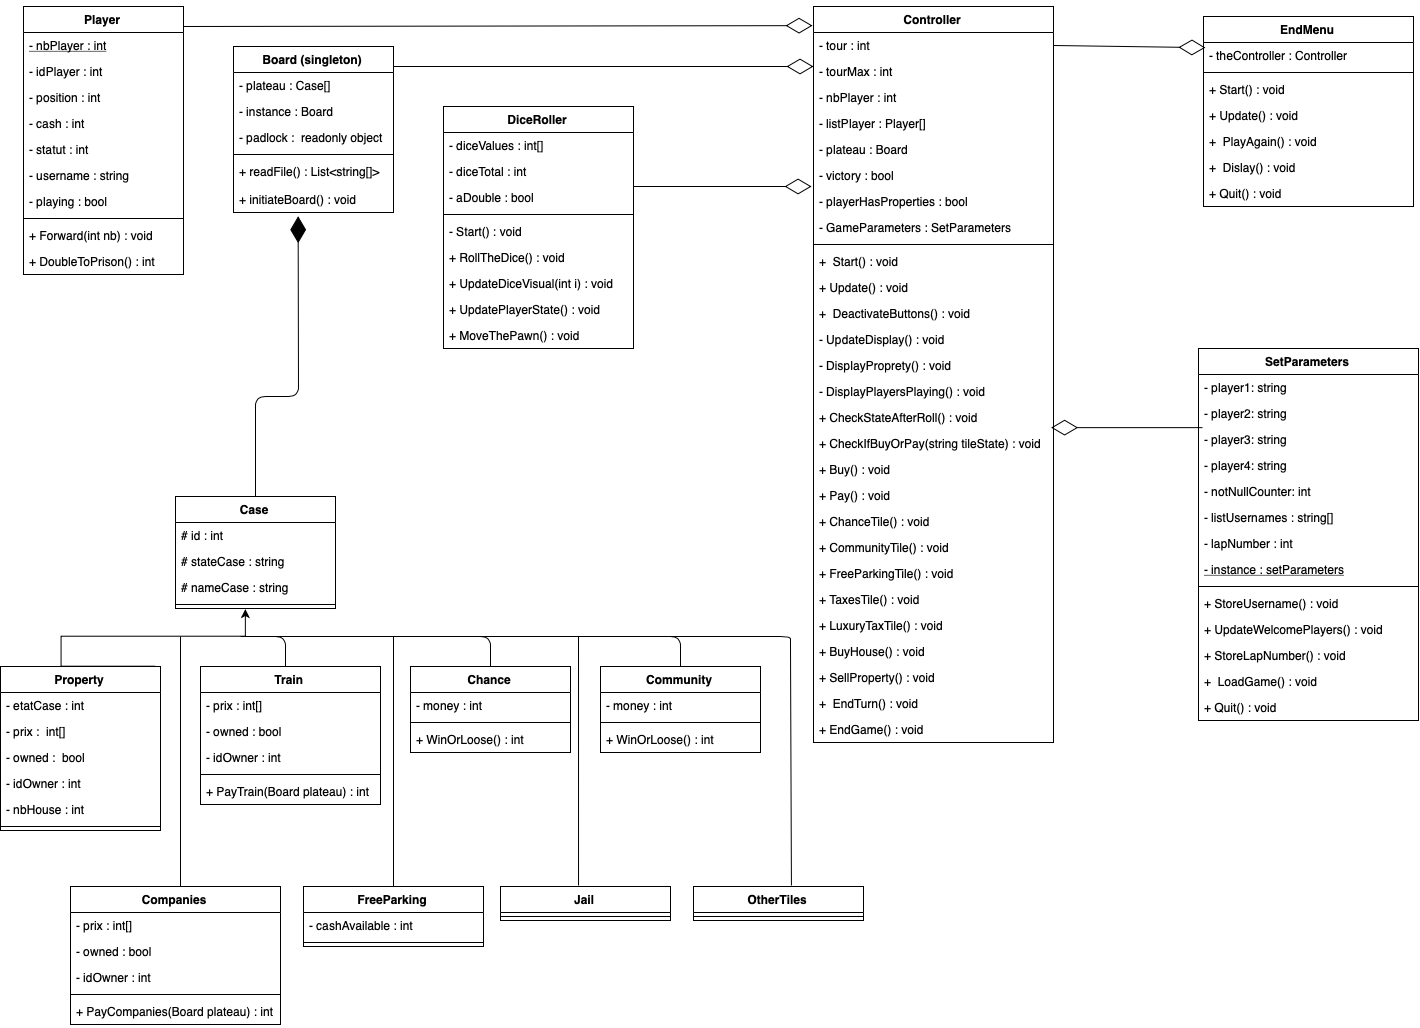 Player
- nbPlayer : int
- idPlayer : int
- position : int
- cash : int
- statut : int
- username : string
- playing : bool
+ Forward(int nb) : void
+ DoubleToPrison() : int
Board (singleton)
- plateau : Case[]
- instance : Board
- padlock :  readonly object
+ readFile() : List<string[]>
+ initiateBoard() : void
DiceRoller
- diceValues : int[]
- diceTotal : int
- aDouble : bool
- Start() : void
+ RollTheDice() : void
+ UpdateDiceVisual(int i) : void
+ UpdatePlayerState() : void
+ MoveThePawn() : void
Controller
- tour : int
- tourMax : int
- nbPlayer : int
- listPlayer : Player[]
- plateau : Board
- victory : bool
- playerHasProperties : bool
- GameParameters : SetParameters
+  Start() : void
+ Update() : void
+  DeactivateButtons() : void
- UpdateDisplay() : void
- DisplayProprety() : void
- DisplayPlayersPlaying() : void
+ CheckStateAfterRoll() : void
+ CheckIfBuyOrPay(string tileState) : void
+ Buy() : void
+ Pay() : void
+ ChanceTile() : void
+ CommunityTile() : void
+ FreeParkingTile() : void
+ TaxesTile() : void
+ LuxuryTaxTile() : void
+ BuyHouse() : void
+ SellProperty() : void
+  EndTurn() : void
+ EndGame() : void
EndMenu
- theController : Controller
+ Start() : void
+ Update() : void
+  PlayAgain() : void
+  Dislay() : void
+ Quit() : void
SetParameters
- player1: string
- player2: string
- player3: string
- player4: string
- notNullCounter: int
- listUsernames : string[]
- lapNumber : int
- instance : setParameters
+ StoreUsername() : void
+ UpdateWelcomePlayers() : void
+ StoreLapNumber() : void
+  LoadGame() : void
+ Quit() : void
Case
# id : int
# stateCase : string
# nameCase : string
Property
- etatCase : int
- prix :  int[]
- owned :  bool
- idOwner : int
- nbHouse : int
Train
- prix : int[]
- owned : bool
- idOwner : int
+ PayTrain(Board plateau) : int
Chance
- money : int
+ WinOrLoose() : int
Community
- money : int
+ WinOrLoose() : int
Companies
- prix : int[]
- owned : bool
- idOwner : int
+ PayCompanies(Board plateau) : int
FreeParking
- cashAvailable : int
Jail
OtherTiles